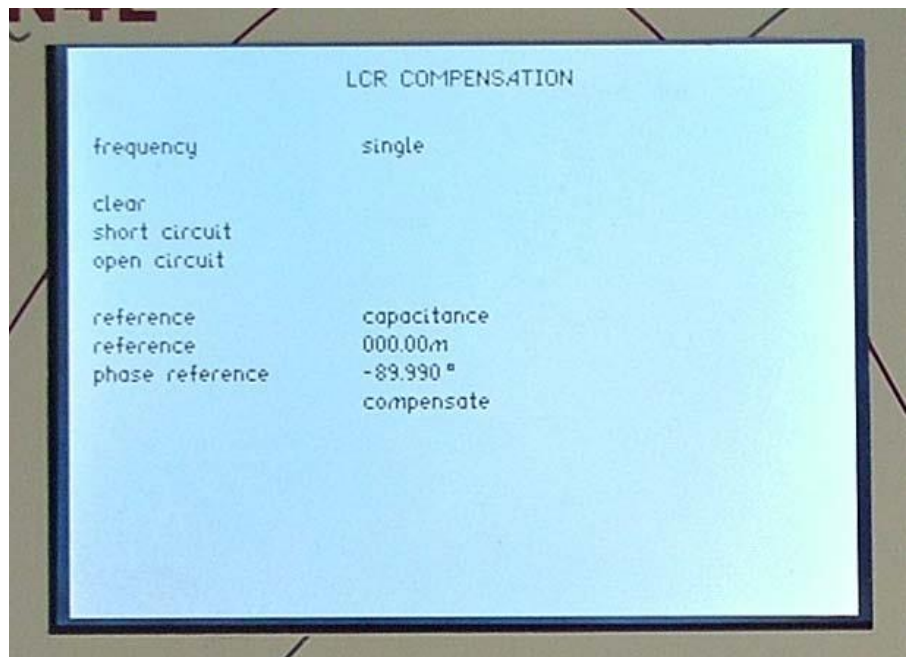 N4L
LCR COMPENSATION
frequency single
clear
short circuit
open circuit
reference capacitance
reference 000.00m
phase reference -89.990°
compensate